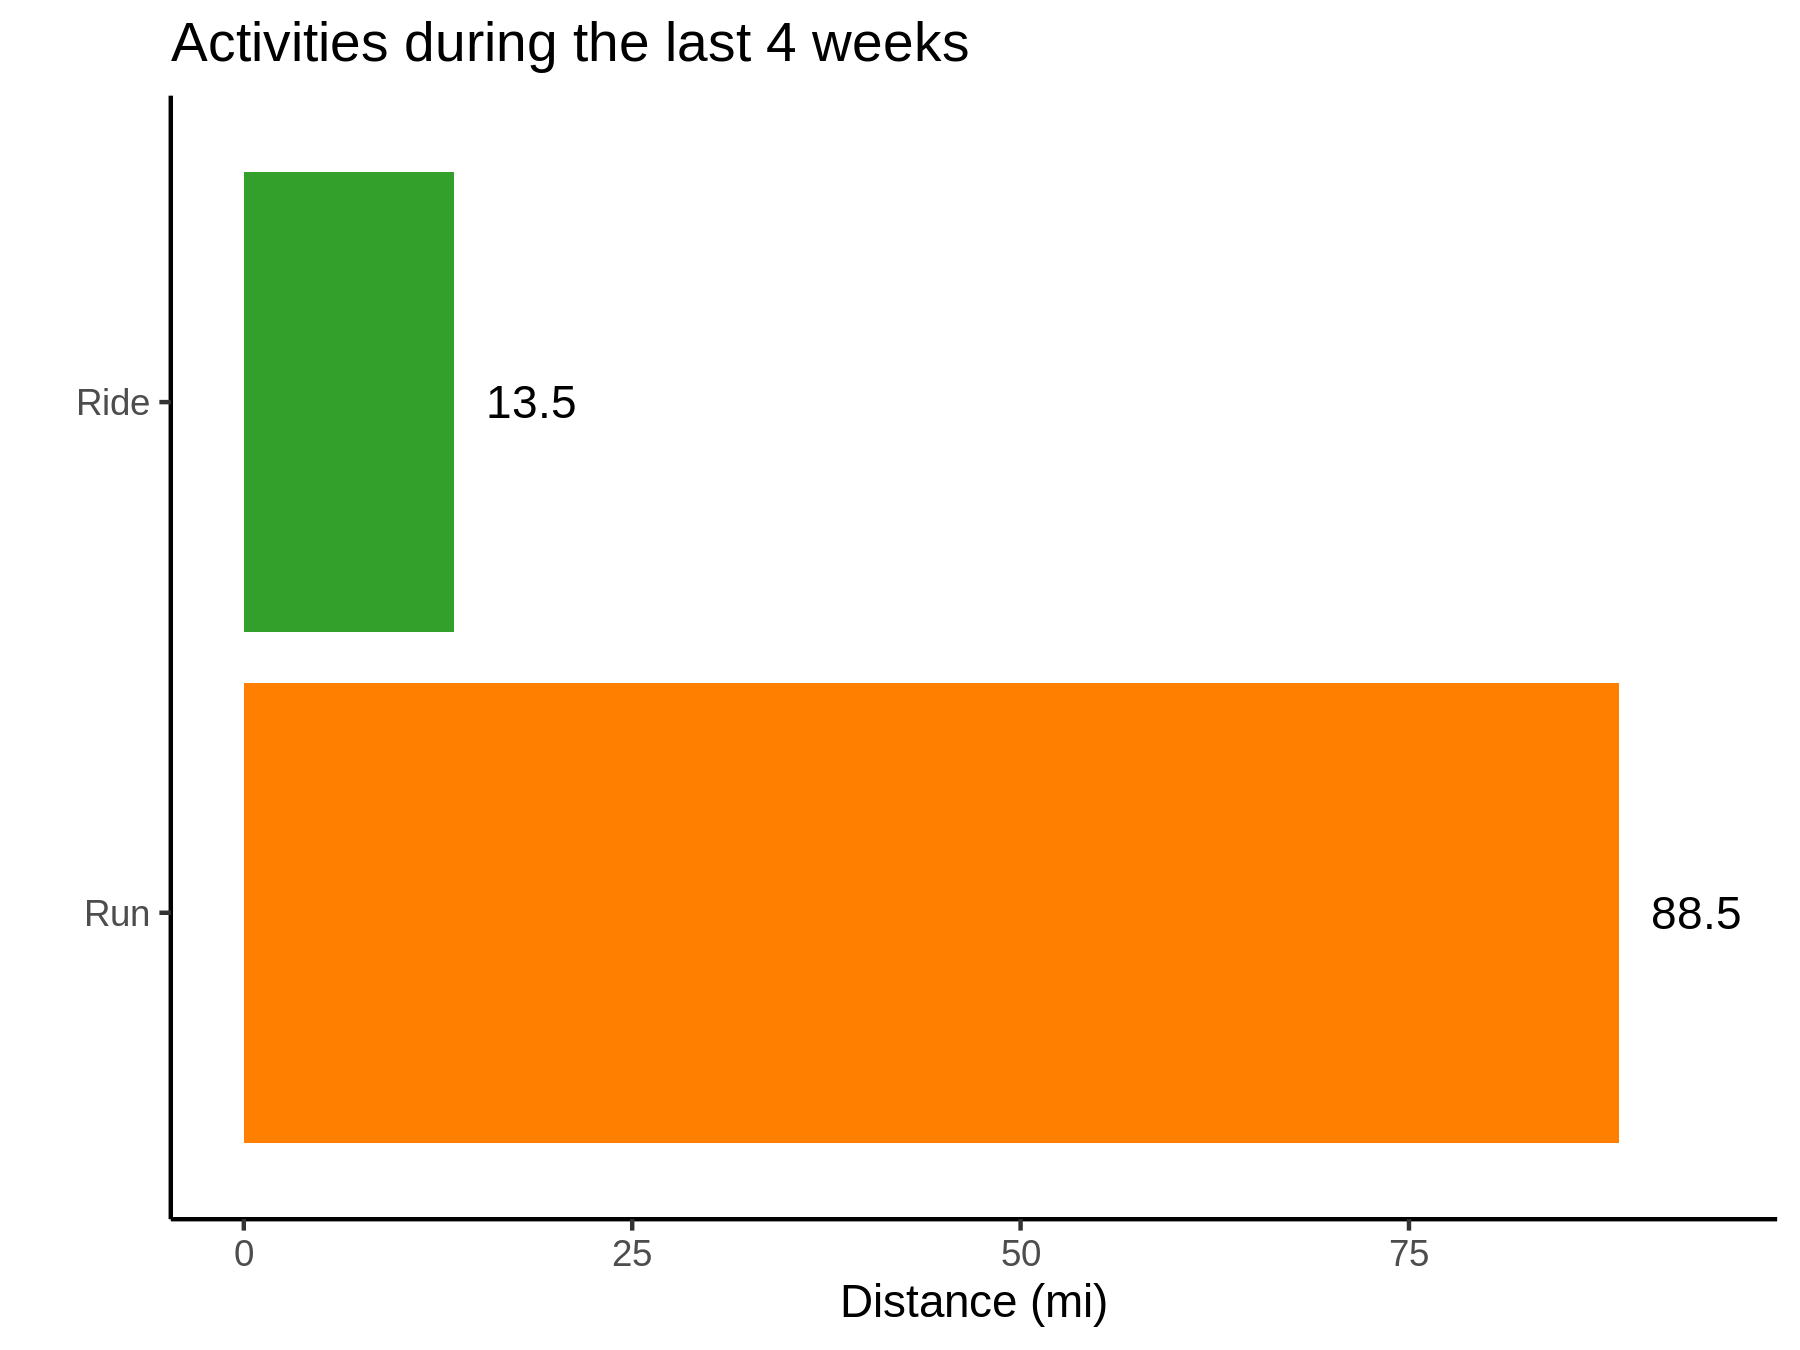 Activities during the last 4 weeks
Ride
13.5
Run
88.5
0 25 50 75
Distance (mi)